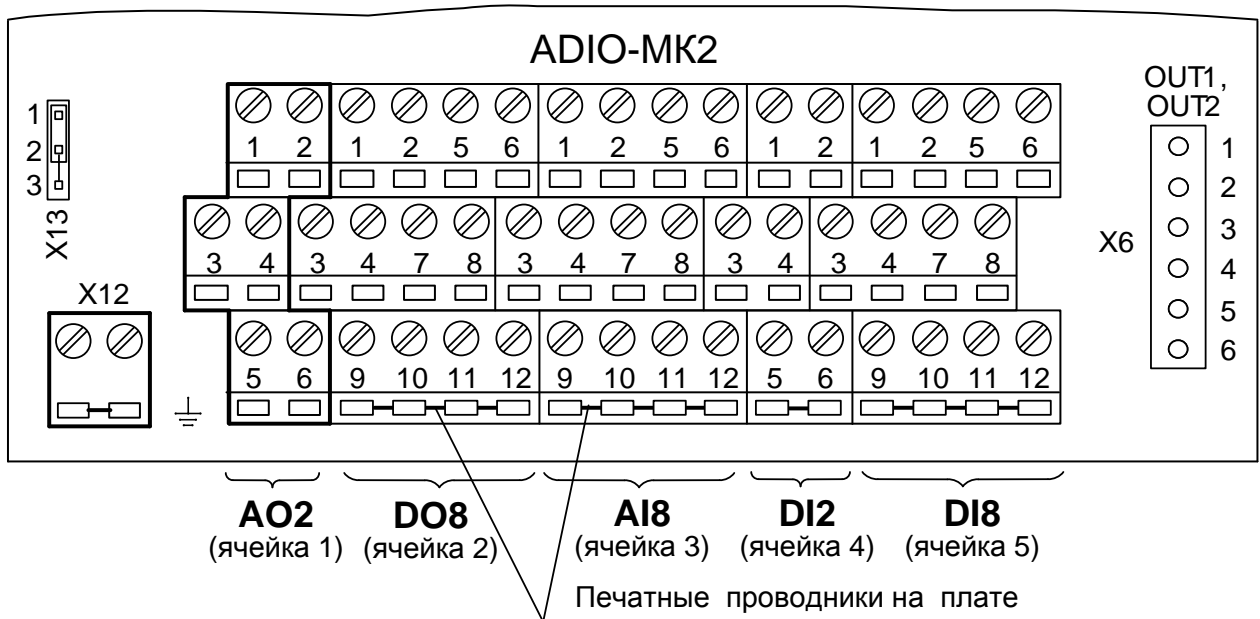 ADIO-МК2
OUT1,
OUT2
1
2
3
X13
1 2 1 2 5 6 1 2 5 6 1 2 1 2 5 6
3 4 3 4 7 8 3 4 7 8 3 4 3 4 7 8
5 6 9 10 11 12 9 10 11 12 5 6 9 10 11 12
X12
X6
1
2
3
4
5
6
AO2 DO8 AI8 DI2 DI8
(ячейка 1) (ячейка 2) (ячейка 3) (ячейка 4) (ячейка 5)
Печатные проводники на плате